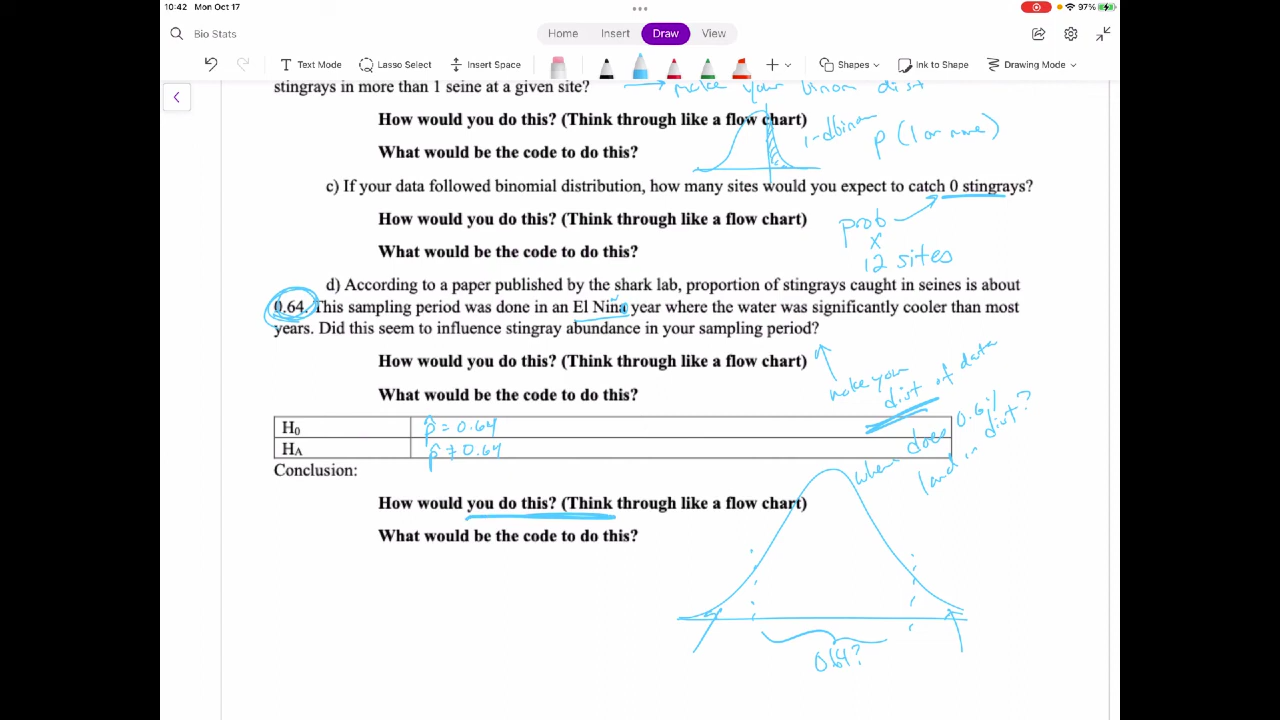 10:42 Mon Oct 17
97%
Bio Stats
Home Insert Draw View
Text Mode Lasso Select Insert Space Shapes Ink to Shape Drawing Mode
stingrays in more than 1 seine at a given site? make your binom dist
How would you do this? (Think through like a flow chart)
1-dbinom
p (1 or more)
What would be the code to do this?
c) If your data followed binomial distribution, how many sites would you expect to catch 0 stingrays?
How would you do this? (Think through like a flow chart)
prob
x
12 sites
What would be the code to do this?
d) According to a paper published by the shark lab, proportion of stingrays caught in seines is about
0.64. This sampling period was done in an El Niña year where the water was significantly cooler than most
years. Did this seem to influence stingray abundance in your sampling period?
How would you do this? (Think through like a flow chart)
make your
dist of data
What would be the code to do this?
H0 p̂ = 0.64
HA p̂ ≠ 0.64
where does 0.64
land in dist?
Conclusion:
How would you do this? (Think through like a flow chart)
What would be the code to do this?
0.64?